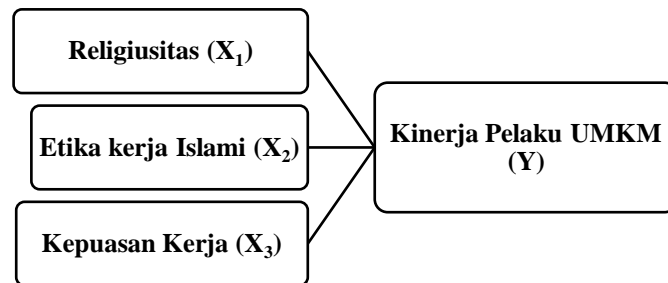 Religiusitas (X₁)
Etika kerja Islami (X₂)
Kepuasan Kerja (X₃)
Kinerja Pelaku UMKM
(Y)